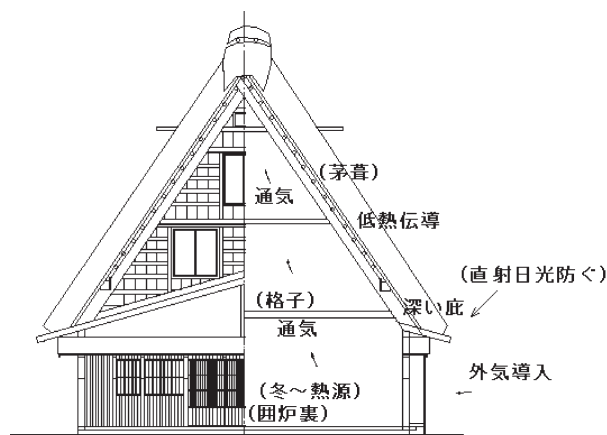 (茅葺)
通気
低熱伝導
(直射日光防ぐ)
(格子)
深い庇
通気
外気導入
(冬～熱源)
(囲炉裏)